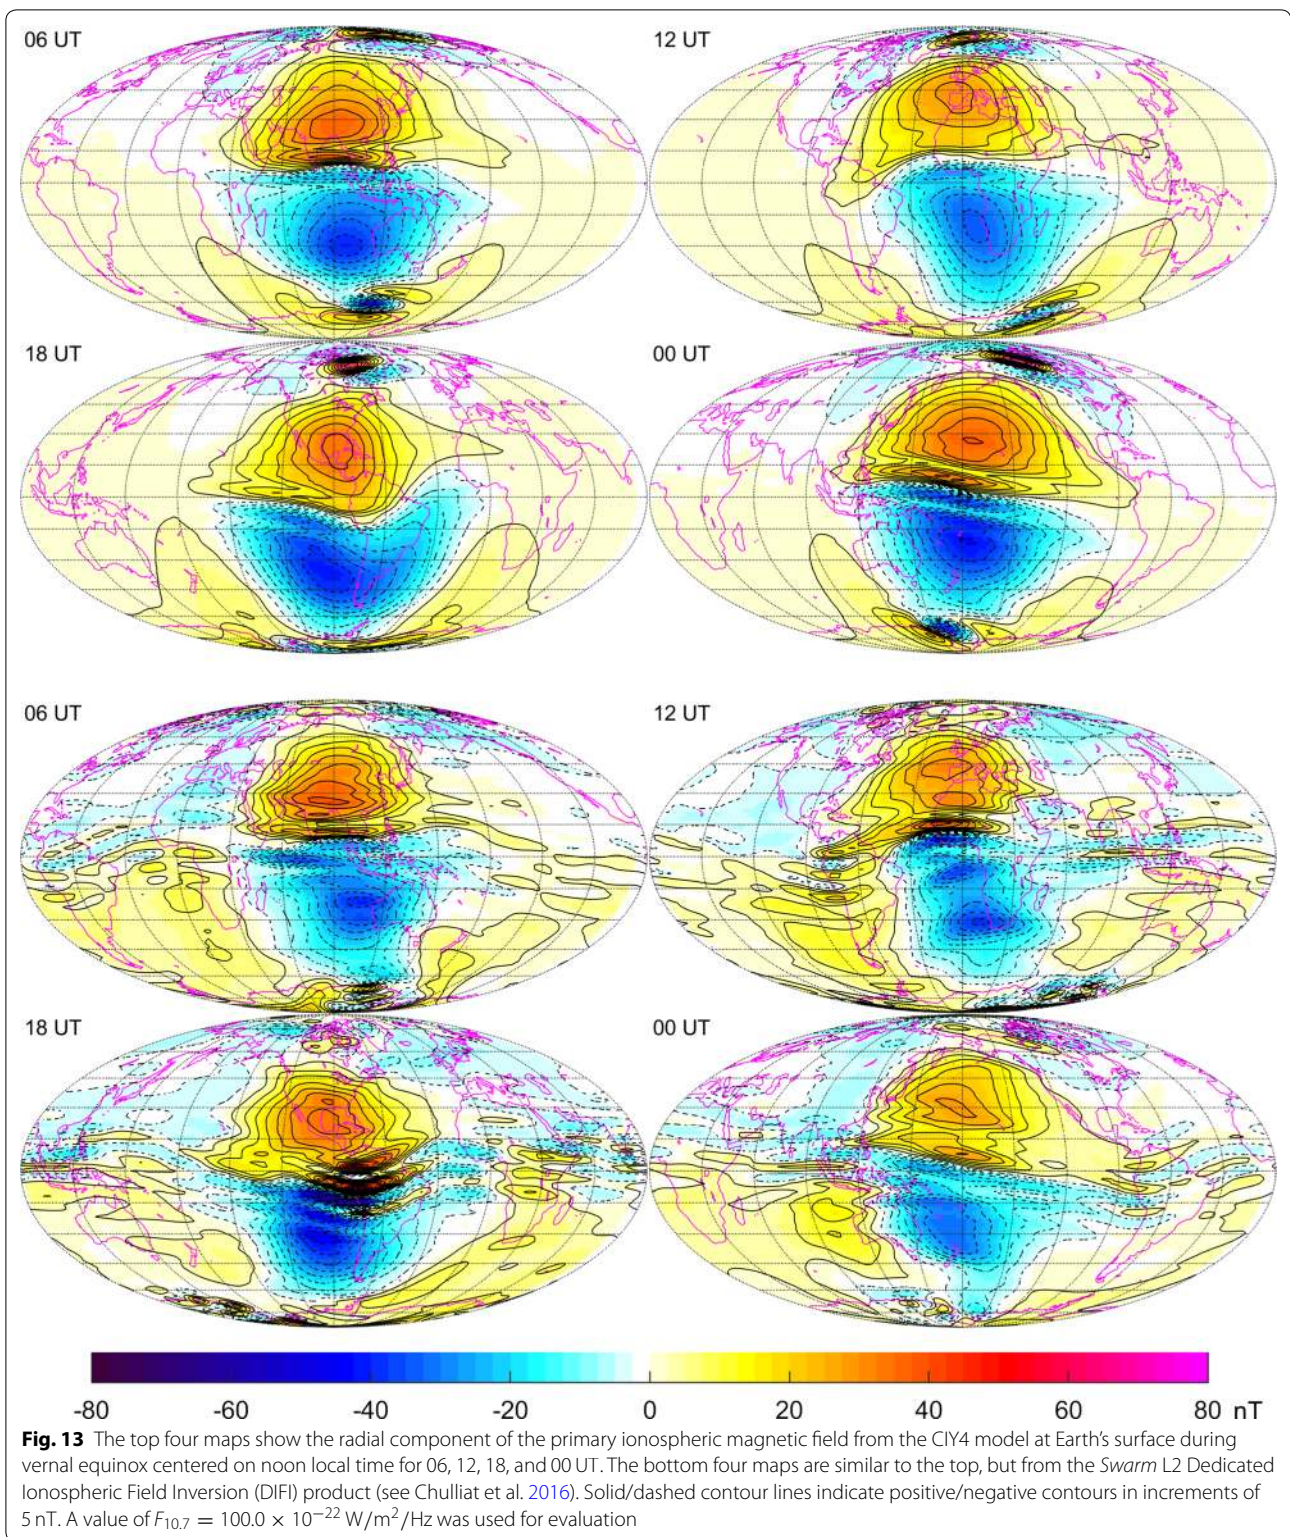 06 UT
12 UT
18 UT
00 UT
06 UT
12 UT
18 UT
00 UT
-80 -60 -40 -20 0 20 40 60 80 nT
Fig. 13 The top four maps show the radial component of the primary ionospheric magnetic field from the CIY4 model at Earth's surface during
vernal equinox centered on noon local time for 06, 12, 18, and 00 UT. The bottom four maps are similar to the top, but from the Swarm L2 Dedicated
Ionospheric Field Inversion (DIFI) product (see Chulliat et al. 2016). Solid/dashed contour lines indicate positive/negative contours in increments of
5 nT. A value of F10.7 = 100.0 × 10−22 W/m2/Hz was used for evaluation